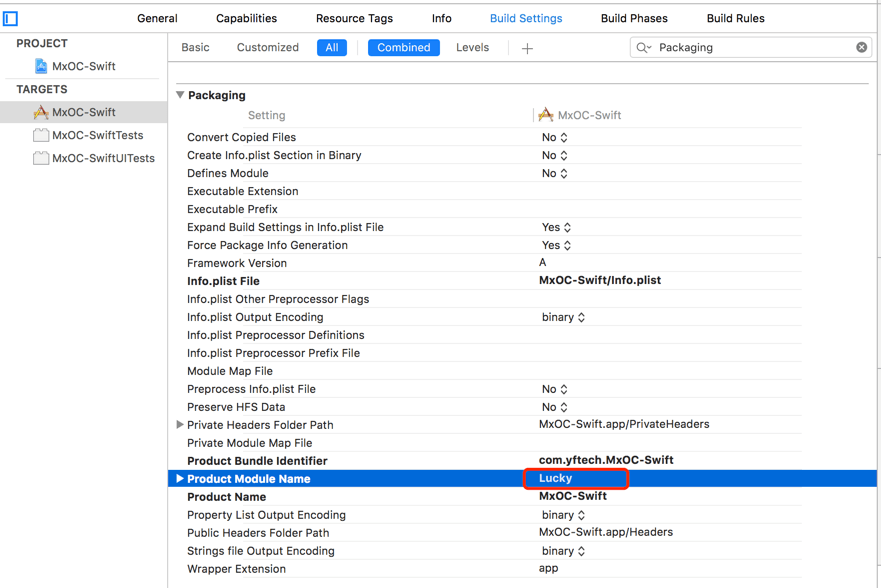 General Capabilities Resource Tags Info Build Settings Build Phases Build Rules
PROJECT
MxOC-Swift
TARGETS
MxOC-Swift
MxOC-SwiftTests
MxOC-SwiftUITests
Basic Customized All Combined Levels + Packaging
Packaging
Setting MxOC-Swift
Convert Copied Files No
Create Info.plist Section in Binary No
Defines Module No
Executable Extension
Executable Prefix
Expand Build Settings in Info.plist File Yes
Force Package Info Generation Yes
Framework Version A
Info.plist File MxOC-Swift/Info.plist
Info.plist Other Preprocessor Flags
Info.plist Output Encoding binary
Info.plist Preprocessor Definitions
Info.plist Preprocessor Prefix File
Module Map File
Preprocess Info.plist File No
Preserve HFS Data No
Private Headers Folder Path MxOC-Swift.app/PrivateHeaders
Private Module Map File
Product Bundle Identifier com.yftech.MxOC-Swift
Product Module Name Lucky
Product Name MxOC-Swift
Property List Output Encoding binary
Public Headers Folder Path MxOC-Swift.app/Headers
Strings file Output Encoding binary
Wrapper Extension app